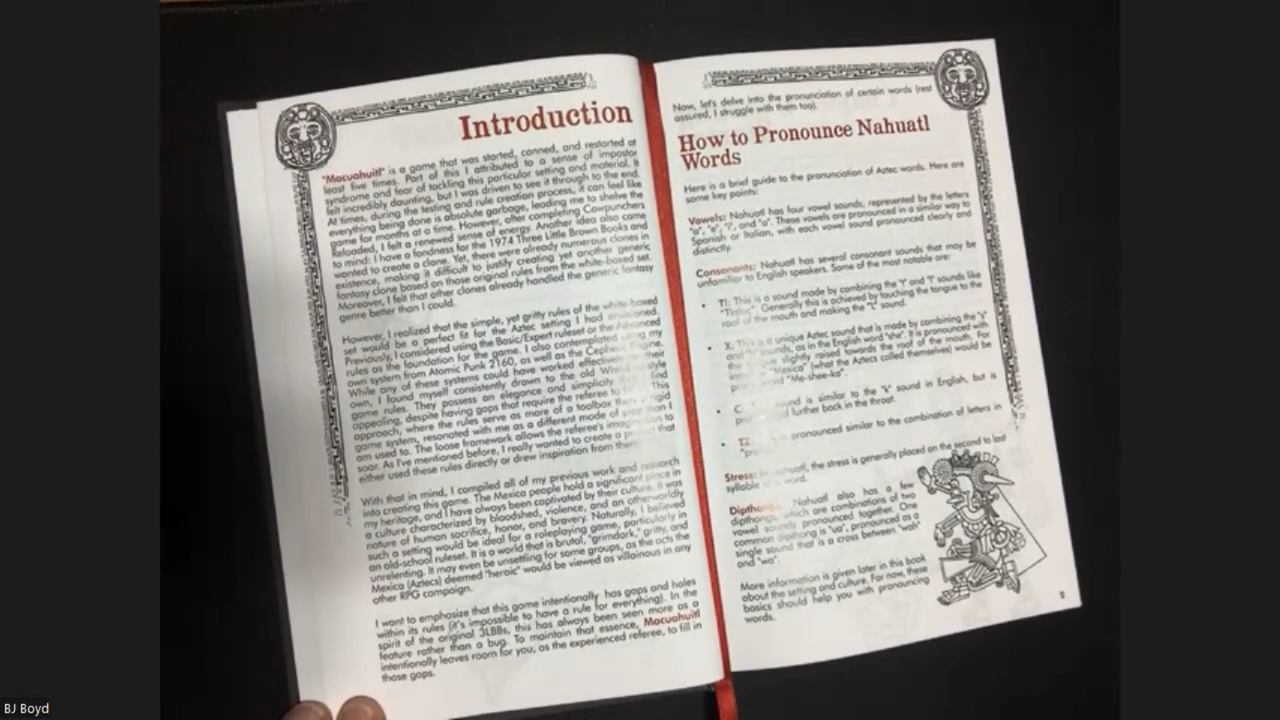 Introduction
"Macuahuitl" is a game that was started, canned, and restarted at
least five times. Part of this I attributed to a sense of impostor
syndrome and fear of tackling this particular setting and material. It
felt incredibly daunting, but I was driven to see it through to the end.
At times, during the testing and rule creation process, it can feel like
everything being done is absolute garbage, leading me to shelve the
game for months at a time. However, after completing Cowpunchers
Reloaded, I felt a renewed sense of energy. Another idea also came
to mind: I have a fondness for the 1974 Three Little Brown Books and
wanted to create a clone. Yet, there were already numerous clones in
existence, making it difficult to justify creating yet another generic
fantasy clone based on those original rules from the white-boxed set.
Moreover, I felt that other clones already handled the generic fantasy
genre better than I could.
However, I realized that the simple, yet gritty rules of the white-boxed
set would be a perfect fit for the Aztec setting I had envisioned.
Previously, I considered using the Basic/Expert ruleset or the Advanced
rules as the foundation for the game. I also contemplated using my
own system from Atomic Punk 2160, as well as the Cepheus Engine.
While any of these systems could have worked effectively on their
own, I found myself consistently drawn to the old style
game rules. They possess an elegance and simplicity I find
appealing, despite having gaps that require the referee to This
approach, where the rules serve as more of a toolbox than a rigid
game system, resonated with me as a different mode of play than I
am used to. The loose framework allows the referee's imagination to
soar. As I've mentioned before, I really wanted to create a that
either used these rules directly or drew inspiration from them.
With that in mind, I compiled all of my previous work and research
into creating this game. The Mexica people hold a significant place in
my heritage, and I have always been captivated by their culture. It was
a culture characterized by bloodshed, violence, and an otherworldly
nature of human sacrifice, honor, and bravery. Naturally, I believed
such a setting would be ideal for a roleplaying game, particularly in
an old-school ruleset. It is a world that is brutal, "grimdark," gritty, and
unrelenting. It may even be unsettling for some groups, as the acts the
Mexica (Aztecs) deemed "heroic" would be viewed as villainous in any
other RPG campaign.
I want to emphasize that this game intentionally has gaps and holes
within its rules (it's impossible to have a rule for everything). In the
spirit of the original 3LBBs, this has always been seen more as a
feature rather than a bug. To maintain that essence, Macuahuitl
intentionally leaves room for you, as the experienced referee, to fill in
those gaps.
Now, let's delve into the pronunciation of certain words (rest
assured, I struggle with them too).
How to Pronounce Nahuatl
Words
Here is a brief guide to the pronunciation of Aztec words. Here are
some key points:
Vowels: Nahuatl has four vowel sounds, represented by the letters
"a", "e", "i", and "o". These vowels are pronounced in a similar way to
Spanish or Italian, with each vowel sound pronounced clearly and
distinctly.
Consonants: Nahuatl has several consonant sounds that may be
unfamiliar to English speakers. Some of the most notable are:
• Tl: This is a sound made by combining the "t" and "l" sounds like
"Tlaloc". Generally this is achieved by touching the tongue to the
roof of the mouth and making the "L" sound.
• X: This is a unique Aztec sound that is made by combining the "s"
and sounds, as in the English word "she". It is pronounced with
the slightly raised towards the roof of the mouth. For
"Mexica" (what the Aztecs called themselves) would be
"Me-shee-ka".
• sound is similar to the "k" sound in English, but is
further back in the throat.
• TZ: pronounced similar to the combination of letters in
Stress: In Nahuatl, the stress is generally placed on the second to last
syllable word.
Dipthongs: Nahuatl also has a few
dipthongs, which are combinations of two
vowel sounds pronounced together. One
common dipthong is "ua", pronounced as a
single sound that is a cross between "wah"
and "wo".
More information is given later in this book
about the setting and culture. For now, these
basics should help you with pronouncing
words.
2
BJ Boyd